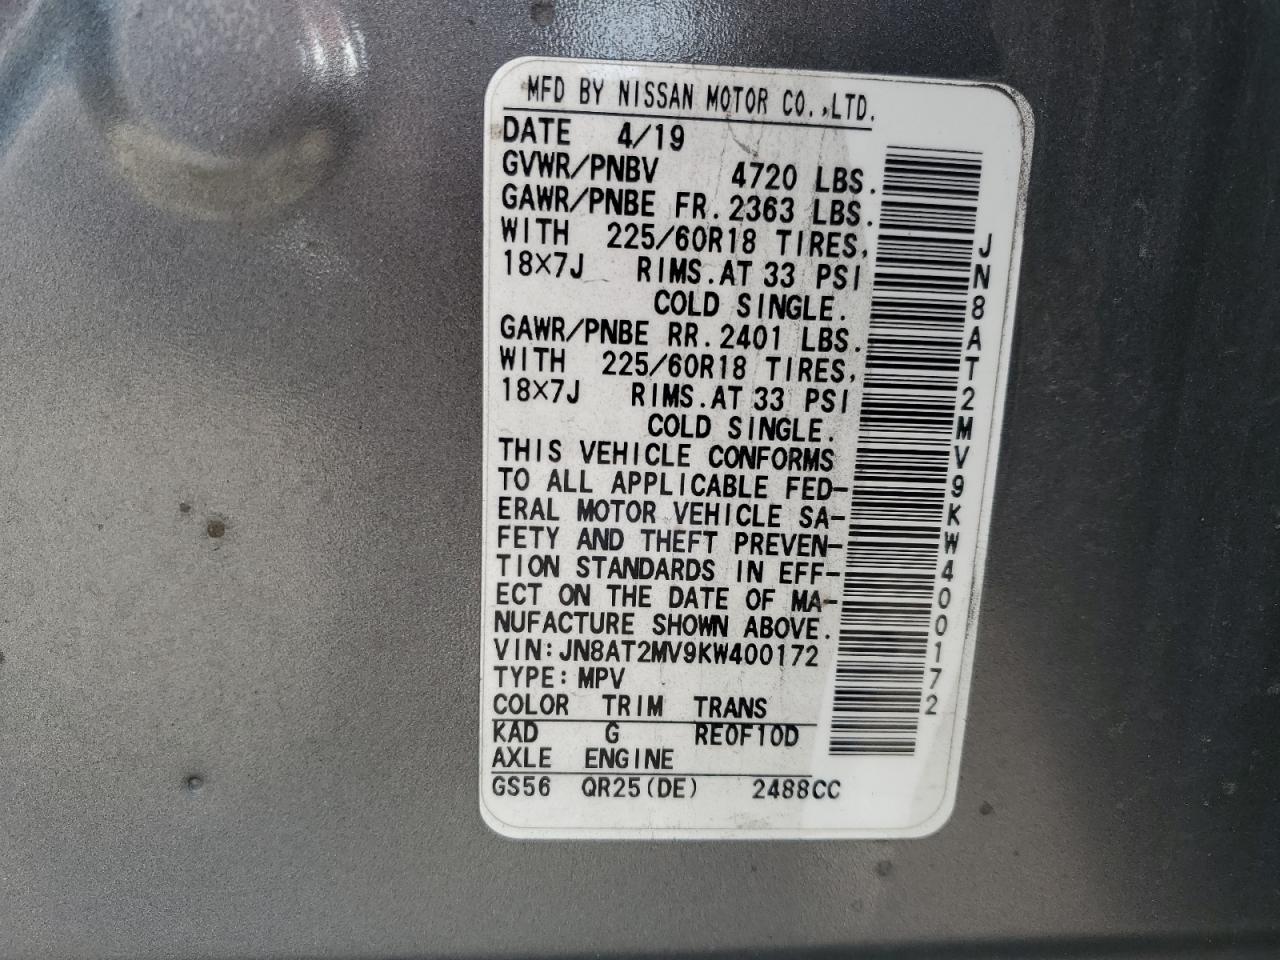 MFD BY NISSAN MOTOR CO.,LTD.
DATE 4/19
GVWR/PNBV 4720 LBS.
GAWR/PNBE FR.2363 LBS.
WITH 225/60R18 TIRES,
18X7J RIMS.AT 33 PSI
COLD SINGLE.
GAWR/PNBE RR.2401 LBS.
WITH 225/60R18 TIRES,
18X7J RIMS.AT 33 PSI
COLD SINGLE.
THIS VEHICLE CONFORMS
TO ALL APPLICABLE FED-
ERAL MOTOR VEHICLE SA-
FETY AND THEFT PREVEN-
TION STANDARDS IN EFF-
ECT ON THE DATE OF MA-
NUFACTURE SHOWN ABOVE.
VIN:JN8AT2MV9KW400172
TYPE:MPV
COLOR TRIM TRANS
KAD G RE0F10D
AXLE ENGINE
GS56 QR25(DE) 2488CC
JN8AT2MV9KW400172